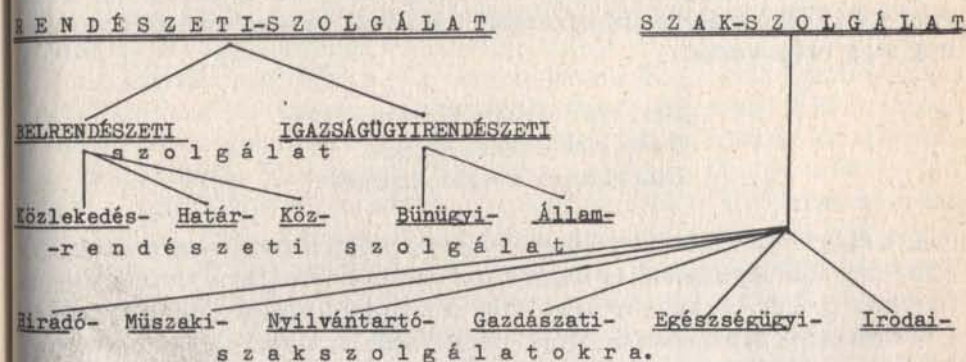 RENDÉSZETI-SZOLGÁLAT SZAK-SZOLGÁLAT
BELRENDÉSZETI IGAZSÁGÜGYIRENDÉSZETI
szolgálat
Közlekedés- Határ- Köz- Bünügyi- Állam-
-rendészeti szolgálat
Hiradó- Müszaki- Nyilvántartó- Gazdászati- Egészségügyi- Irodai-
szakszolgálatokra.